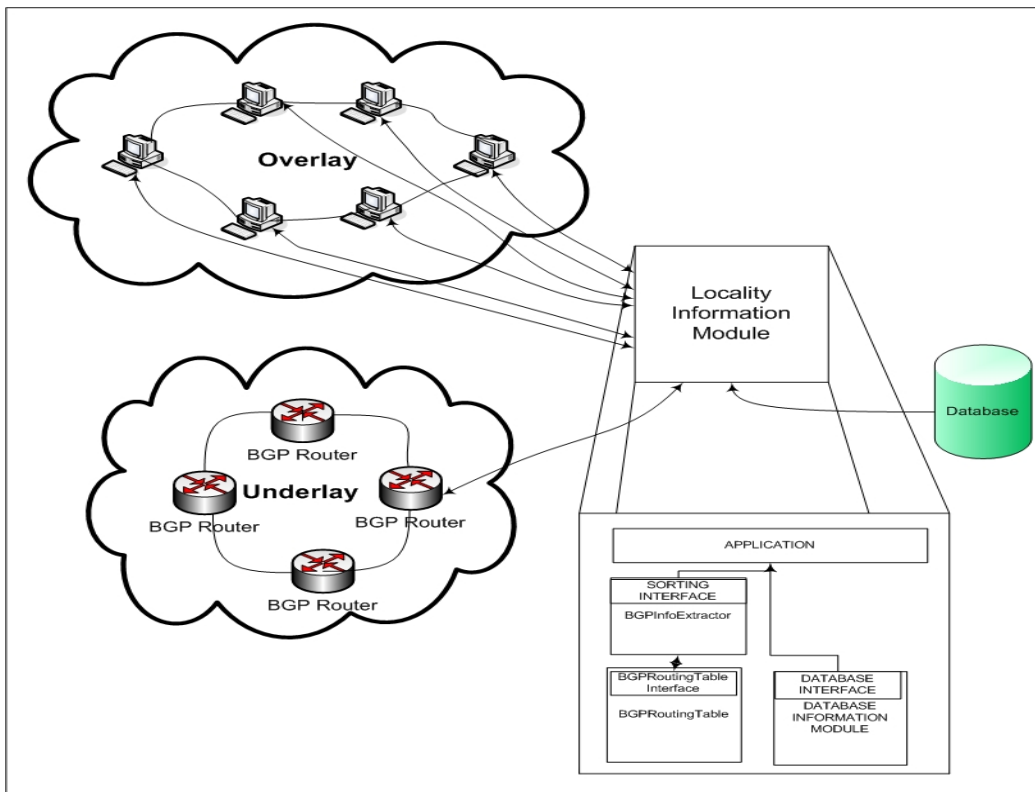 Overlay
Locality
Information
Module
Database
BGP Router
Underlay
BGP Router
BGP Router
BGP Router
APPLICATION
SORTING
INTERFACE
BGPInfoExtractor
BGPRoutingTable
Interface
BGPRoutingTable
DATABASE
INTERFACE
DATABASE
INFORMATION
MODULE